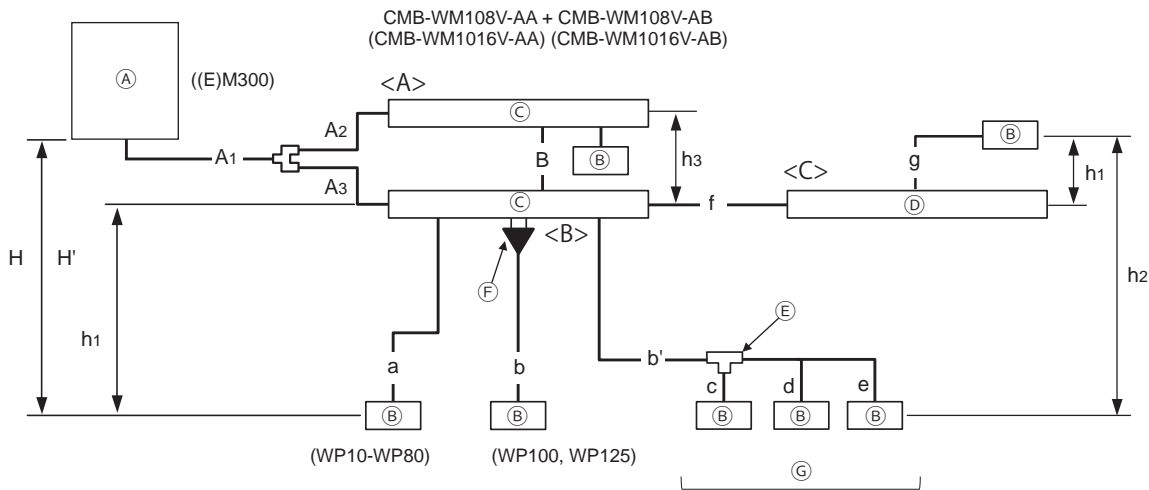 CMB-WM108V-AA + CMB-WM108V-AB
(CMB-WM1016V-AA) (CMB-WM1016V-AB)
Ⓐ
((E)M300)
<A>
Ⓒ
A2
A1
A3
B
Ⓑ
h3
Ⓑ
g
h1
<C>
Ⓒ
f
Ⓓ
<B>
H
H'
Ⓕ
h1
h2
Ⓔ
a
b
b'
c
d
e
Ⓑ
Ⓑ
Ⓑ
Ⓑ
Ⓑ
(WP10-WP80)
(WP100, WP125)
Ⓖ